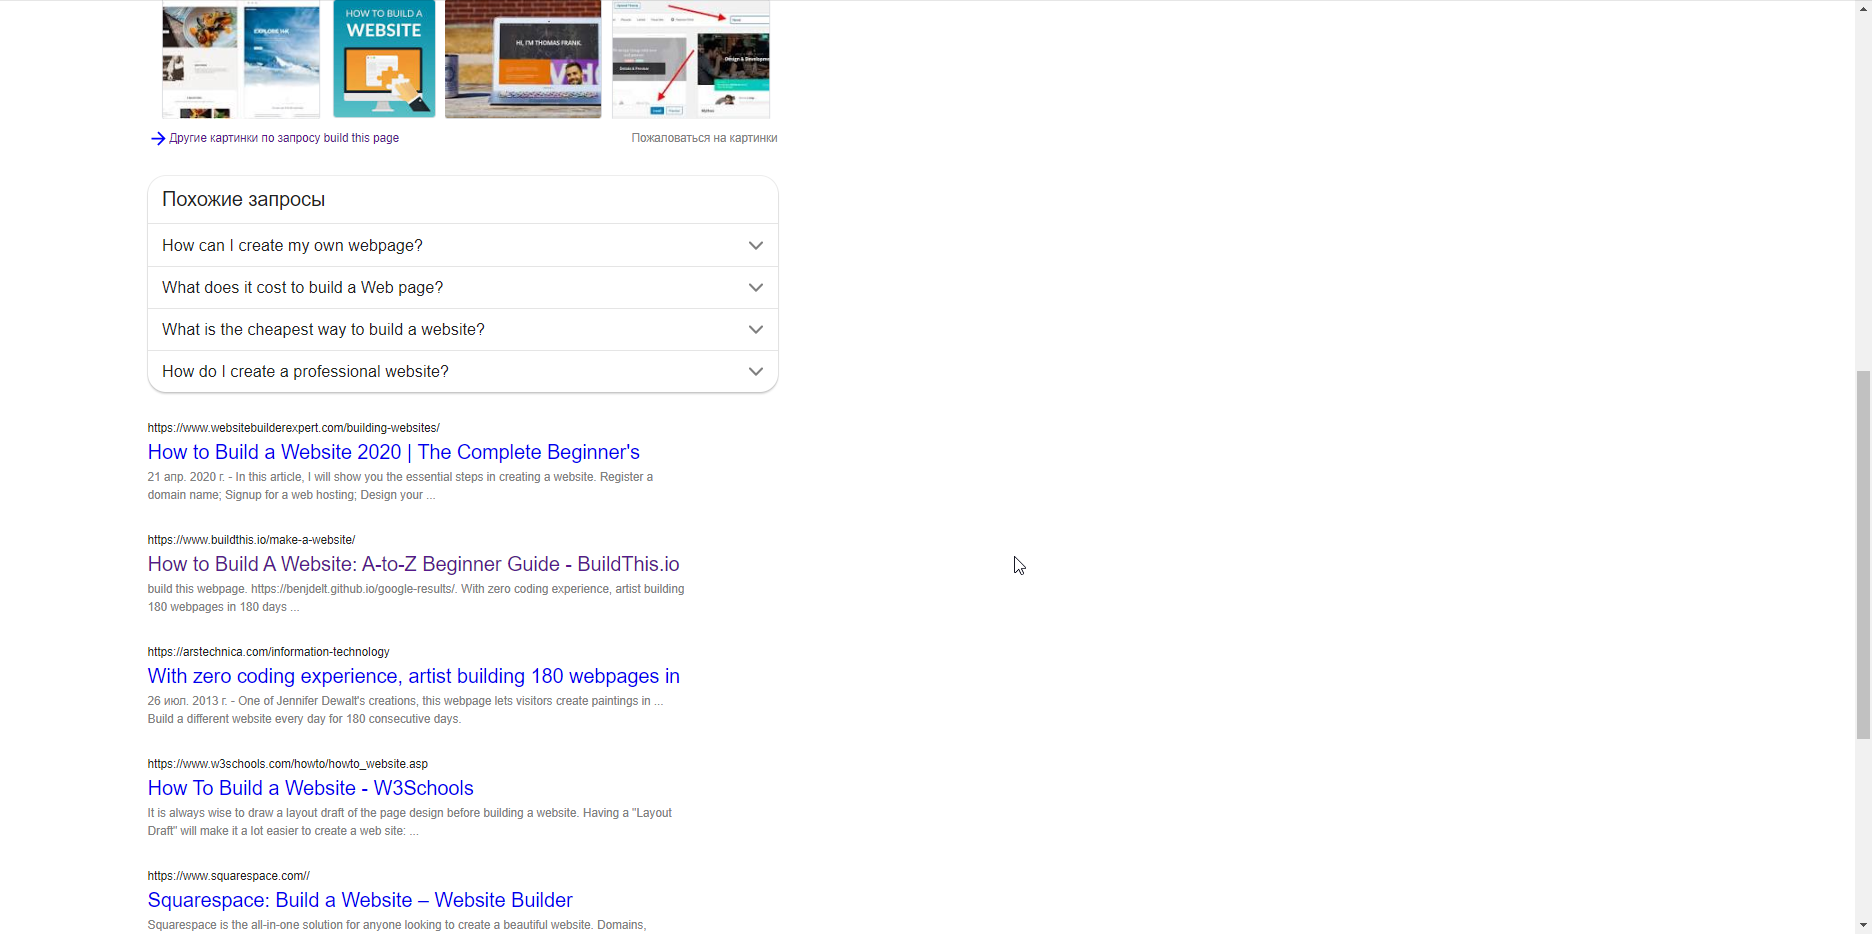 EXPLORE
HOW TO BUILD A
WEBSITE
HI, I'M THOMAS FRANK.
Design & Developme
Другие картинки по запросу build this page
Пожаловаться на картинки
Похожие запросы
How can I create my own webpage?
What does it cost to build a Web page?
What is the cheapest way to build a website?
How do I create a professional website?
https://www.websitebuilderexpert.com/building-websites/
How to Build a Website 2020 | The Complete Beginner's
21 апр. 2020 г. - In this article, I will show you the essential steps in creating a website. Register a
domain name; Signup for a web hosting; Design your ...
https://www.buildthis.io/make-a-website/
How to Build A Website: A-to-Z Beginner Guide - BuildThis.io
build this webpage. https://benjdelt.github.io/google-results/. With zero coding experience, artist building
180 webpages in 180 days ...
https://arstechnica.com/information-technology
With zero coding experience, artist building 180 webpages in
26 июл. 2013 г. - One of Jennifer Dewalt's creations, this webpage lets visitors create paintings in ...
Build a different website every day for 180 consecutive days.
https://www.w3schools.com/howto/howto_website.asp
How To Build a Website - W3Schools
It is always wise to draw a layout draft of the page design before building a website. Having a "Layout
Draft" will make it a lot easier to create a web site: ...
https://www.squarespace.com//
Squarespace: Build a Website – Website Builder
Squarespace is the all-in-one solution for anyone looking to create a beautiful website. Domains,